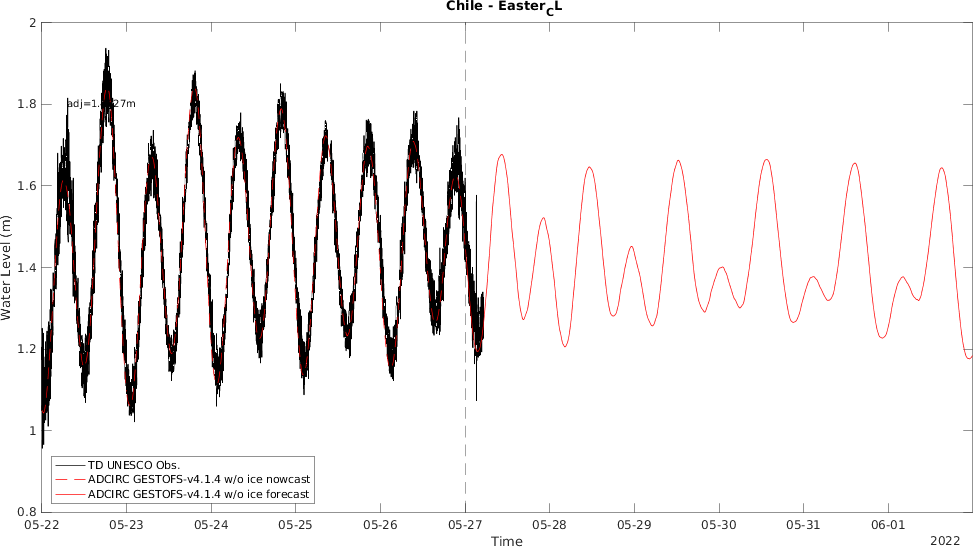 Chile - Easter_CL
2
1.8
1.6
1.4
1.2
1
0.8
Water Level (m)
TD UNESCO Obs.
ADCIRC GESTOFS-v4.1.4 w/o ice nowcast
ADCIRC GESTOFS-v4.1.4 w/o ice forecast
05-22 05-23 05-24 05-25 05-26 05-27 05-28 05-29 05-30 05-31 06-01
Time
2022